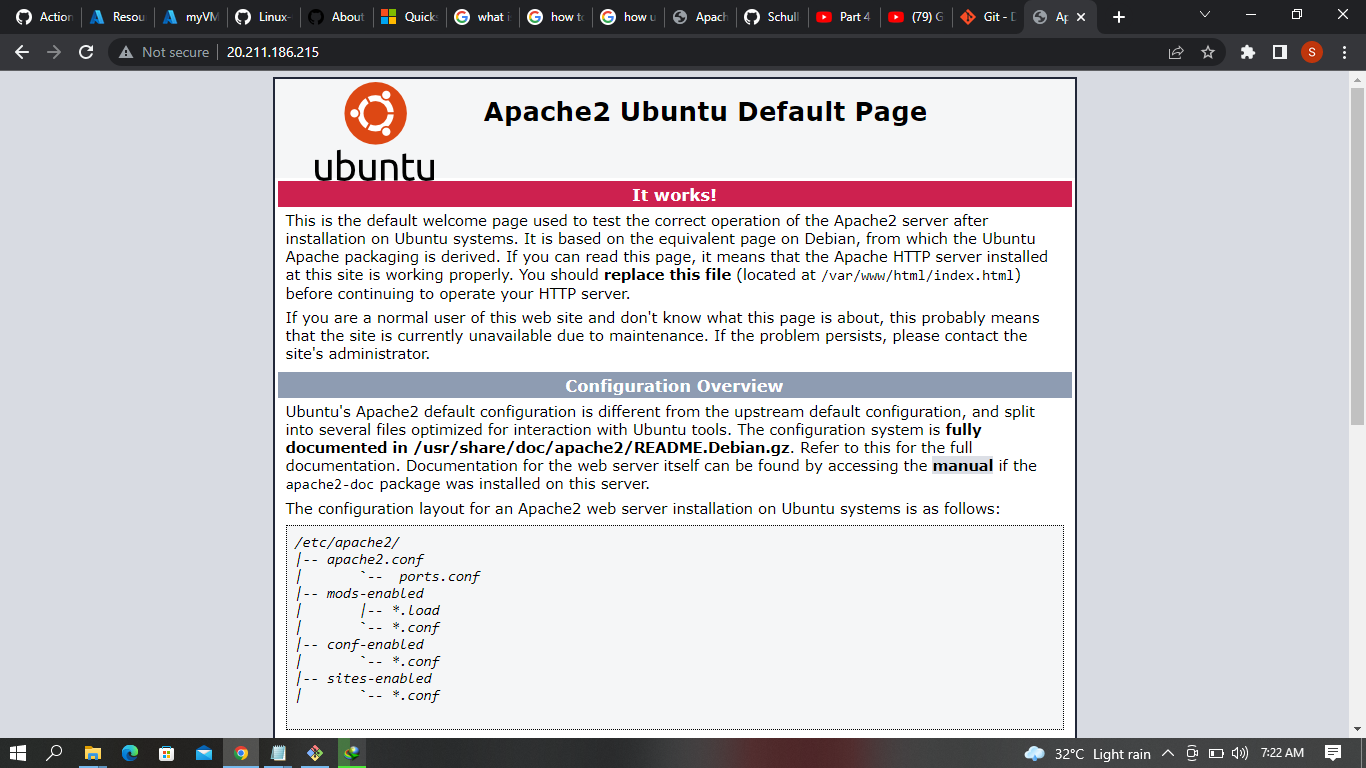 Action
Resou
myVM
Linux-
About
Quick
what i
how to
how u
Apach
Schull
Part 4
(79) G
Git - D
Ap
Not secure
20.211.186.215
S
ubuntu
Apache2 Ubuntu Default Page
It works!
This is the default welcome page used to test the correct operation of the Apache2 server after
installation on Ubuntu systems. It is based on the equivalent page on Debian, from which the Ubuntu
Apache packaging is derived. If you can read this page, it means that the Apache HTTP server installed
at this site is working properly. You should replace this file (located at /var/www/html/index.html)
before continuing to operate your HTTP server.
If you are a normal user of this web site and don't know what this page is about, this probably means
that the site is currently unavailable due to maintenance. If the problem persists, please contact the
site's administrator.
Configuration Overview
Ubuntu's Apache2 default configuration is different from the upstream default configuration, and split
into several files optimized for interaction with Ubuntu tools. The configuration system is fully
documented in /usr/share/doc/apache2/README.Debian.gz. Refer to this for the full
documentation. Documentation for the web server itself can be found by accessing the manual if the
apache2-doc package was installed on this server.
The configuration layout for an Apache2 web server installation on Ubuntu systems is as follows:
/etc/apache2/
|-- apache2.conf
|       `--  ports.conf
|-- mods-enabled
|       |-- *.load
|       `-- *.conf
|-- conf-enabled
|       `-- *.conf
|-- sites-enabled
|       `-- *.conf
32°C Light rain
7:22 AM